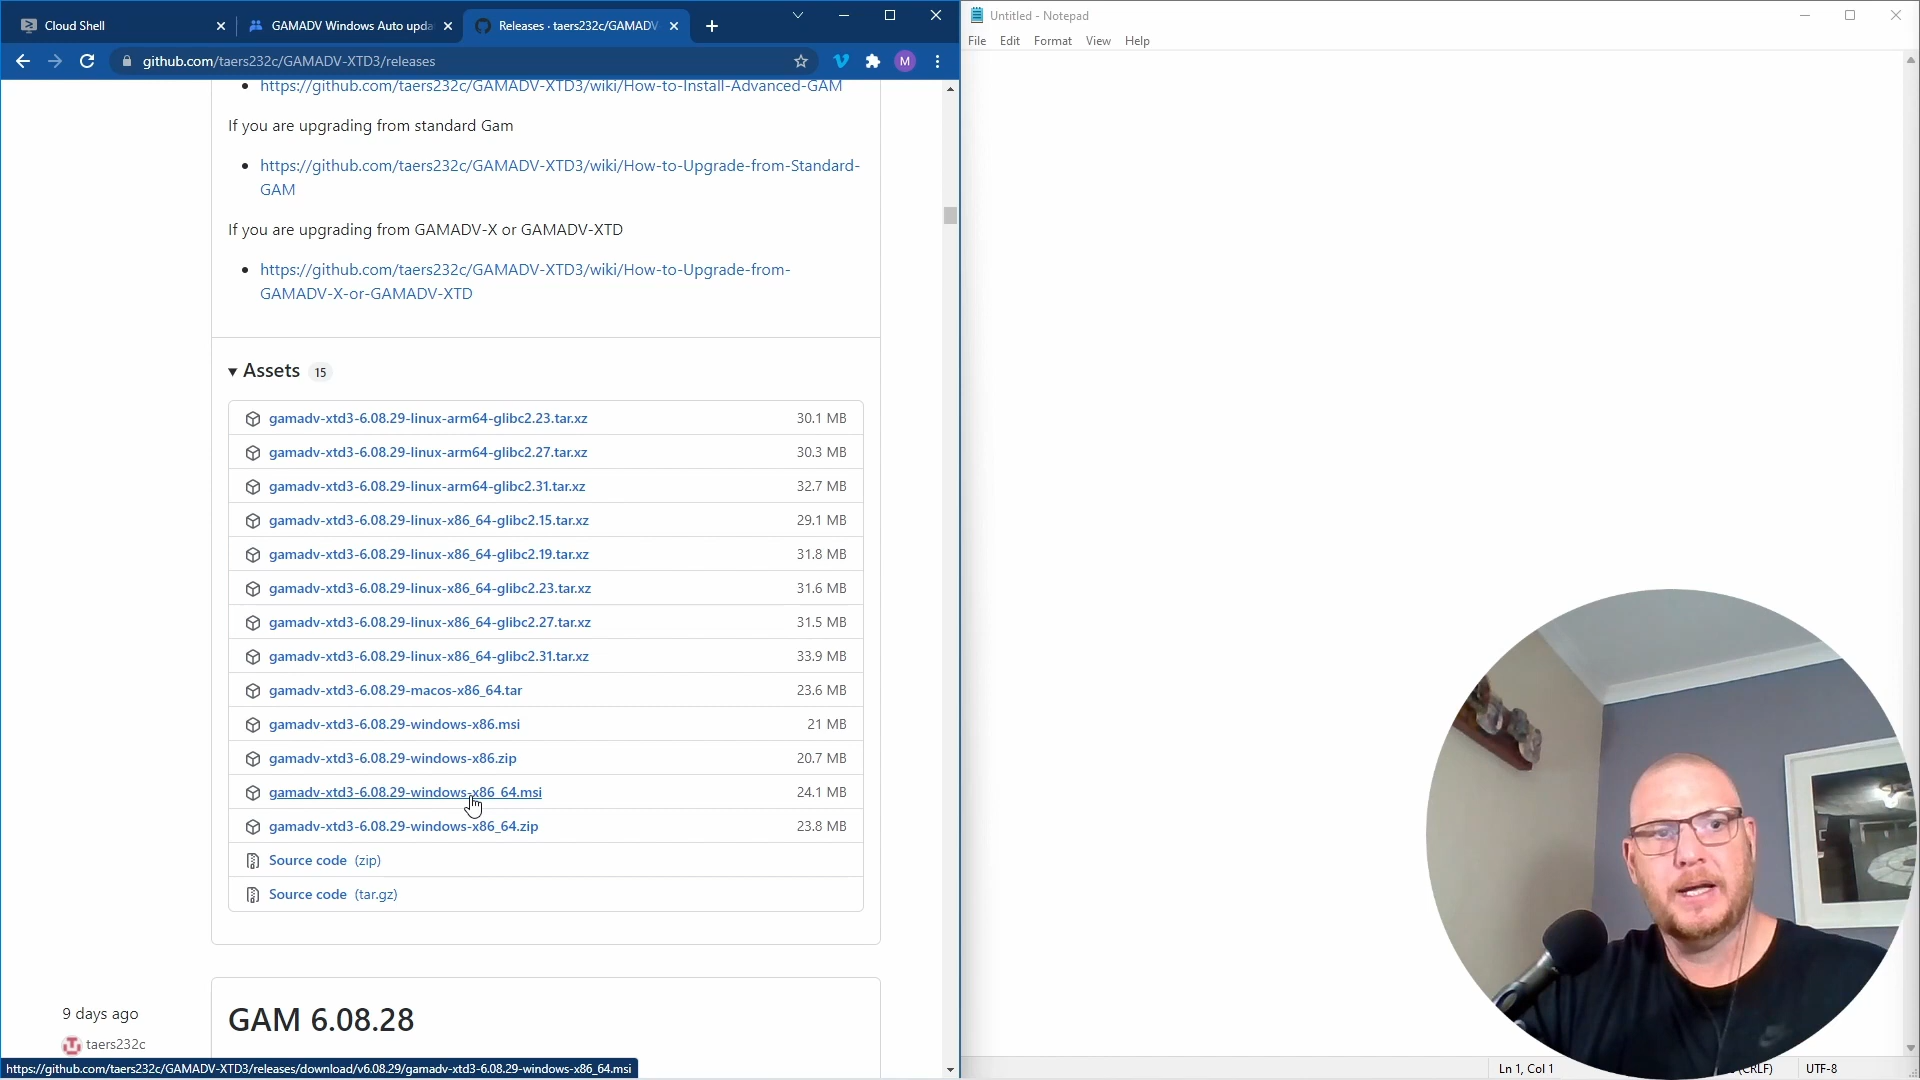 Cloud Shell
GAMADV Windows Auto upda
Releases · taers232c/GAMADV
github.com/taers232c/GAMADV-XTD3/releases
M
https://github.com/taers232c/GAMADV-XTD3/wiki/How-to-Install-Advanced-GAM
If you are upgrading from standard Gam
https://github.com/taers232c/GAMADV-XTD3/wiki/How-to-Upgrade-from-Standard-
GAM
If you are upgrading from GAMADV-X or GAMADV-XTD
https://github.com/taers232c/GAMADV-XTD3/wiki/How-to-Upgrade-from-
GAMADV-X-or-GAMADV-XTD
Assets 15
gamadv-xtd3-6.08.29-linux-arm64-glibc2.23.tar.xz 30.1 MB
gamadv-xtd3-6.08.29-linux-arm64-glibc2.27.tar.xz 30.3 MB
gamadv-xtd3-6.08.29-linux-arm64-glibc2.31.tar.xz 32.7 MB
gamadv-xtd3-6.08.29-linux-x86_64-glibc2.15.tar.xz 29.1 MB
gamadv-xtd3-6.08.29-linux-x86_64-glibc2.19.tar.xz 31.8 MB
gamadv-xtd3-6.08.29-linux-x86_64-glibc2.23.tar.xz 31.6 MB
gamadv-xtd3-6.08.29-linux-x86_64-glibc2.27.tar.xz 31.5 MB
gamadv-xtd3-6.08.29-linux-x86_64-glibc2.31.tar.xz 33.9 MB
gamadv-xtd3-6.08.29-macos-x86_64.tar 23.6 MB
gamadv-xtd3-6.08.29-windows-x86.msi 21 MB
gamadv-xtd3-6.08.29-windows-x86.zip 20.7 MB
gamadv-xtd3-6.08.29-windows-x86_64.msi 24.1 MB
gamadv-xtd3-6.08.29-windows-x86_64.zip 23.8 MB
Source code (zip)
Source code (tar.gz)
9 days ago
taers232c
GAM 6.08.28
https://github.com/taers232c/GAMADV-XTD3/releases/download/v6.08.29/gamadv-xtd3-6.08.29-windows-x86_64.msi
Untitled - Notepad
File Edit Format View Help
Ln 1, Col 1
(CRLF)
UTF-8